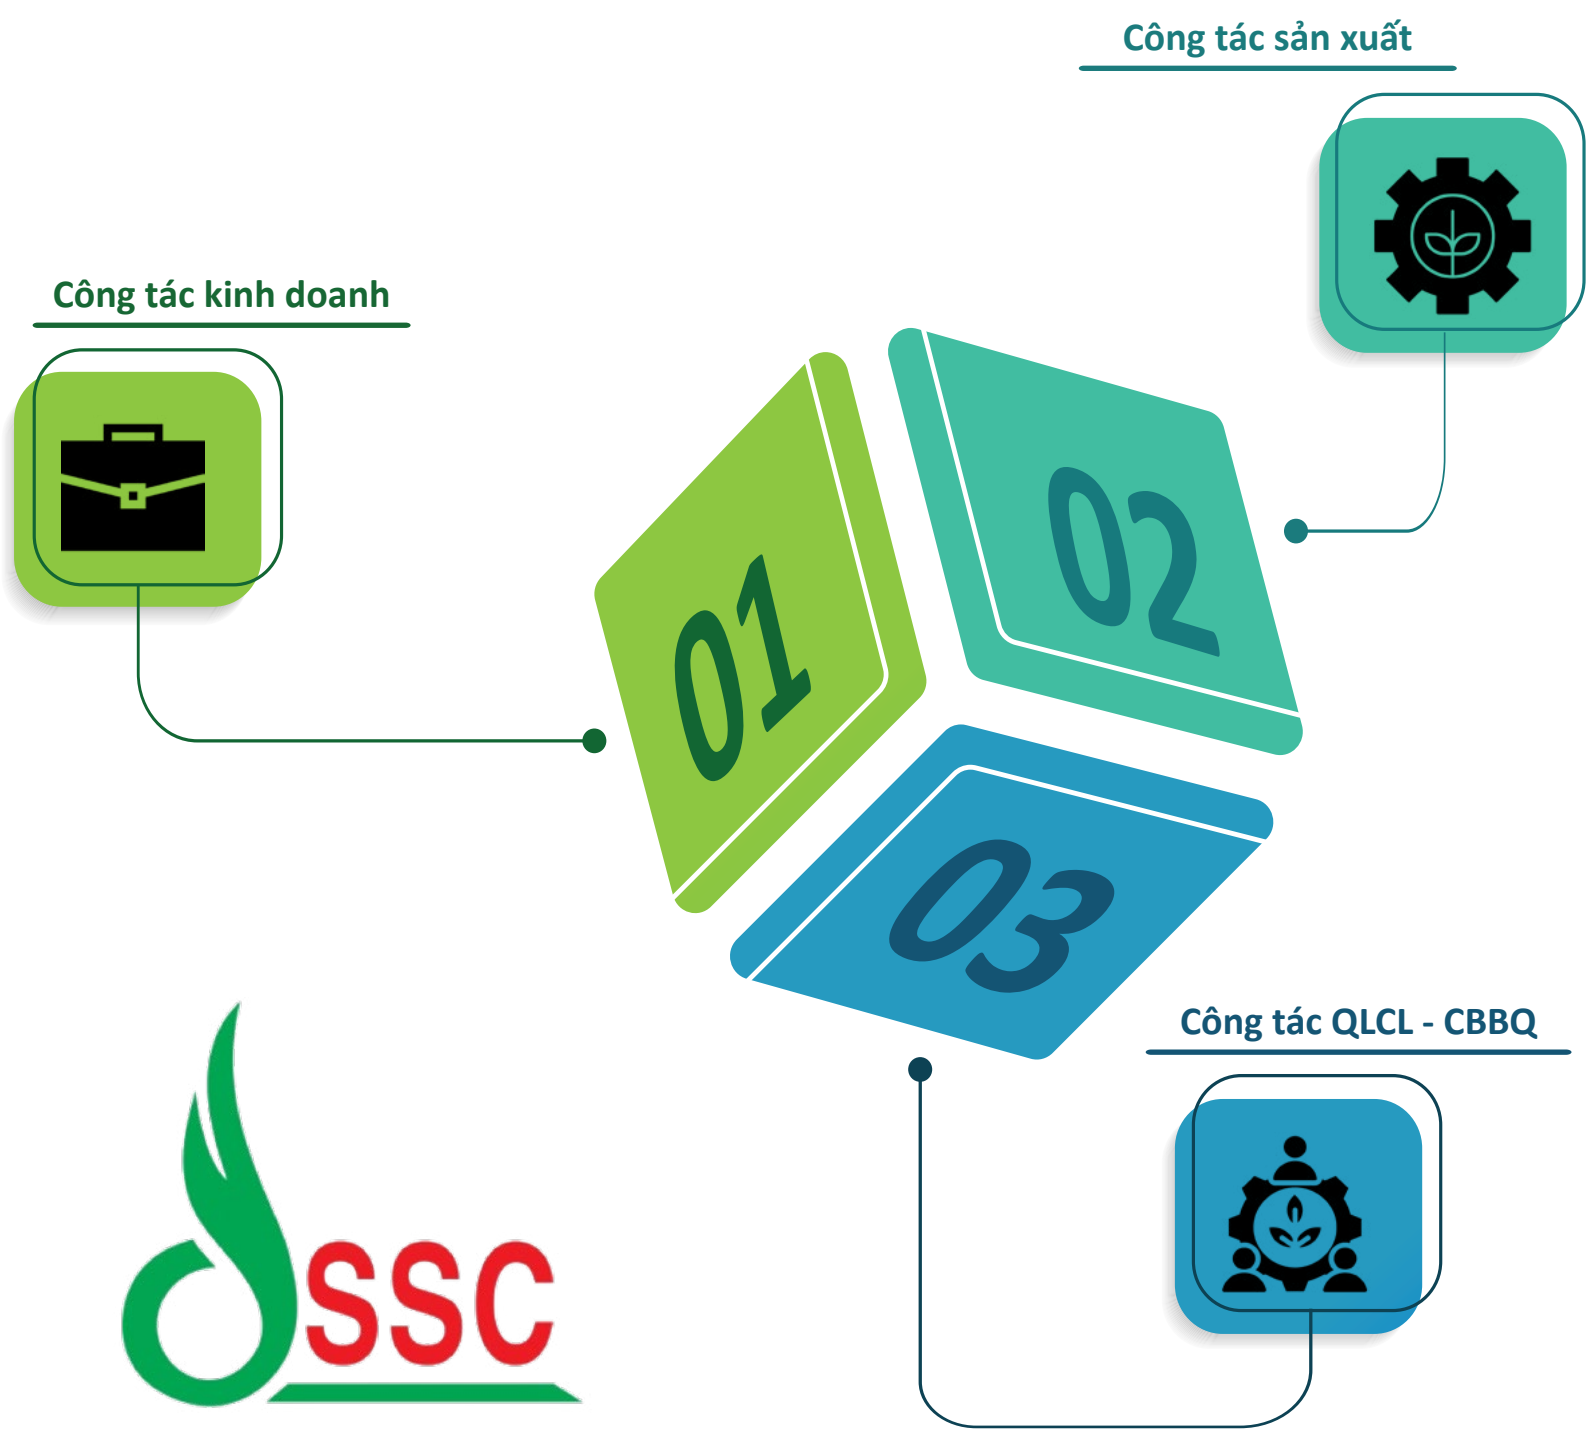 Công tác sản xuất
Công tác kinh doanh
02
01
03
Công tác QLCL - CBBQ
SSC